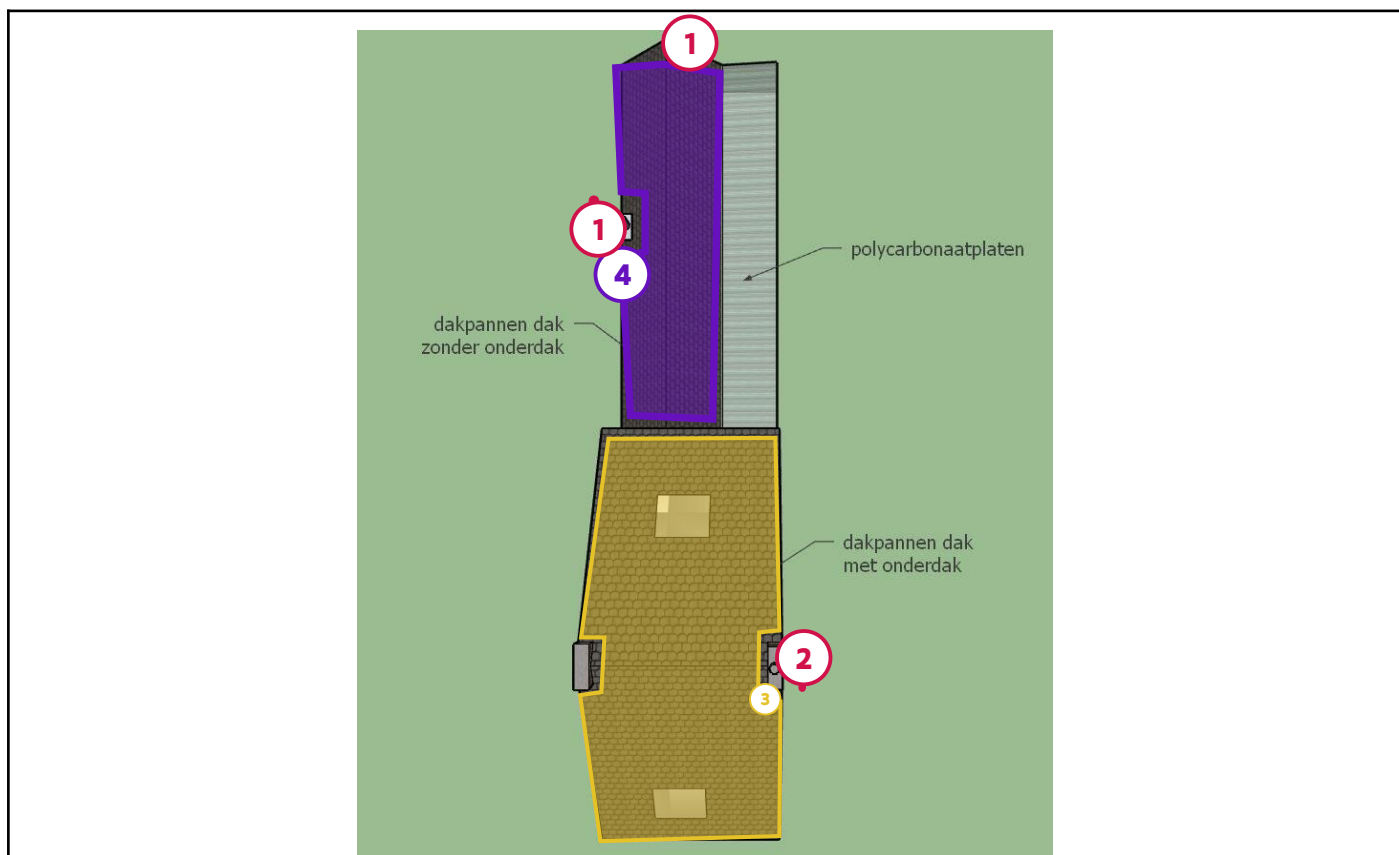 1
1
polycarbonaatplaten
4
dakpannen dak
zonder onderdak
dakpannen dak
met onderdak
2
3